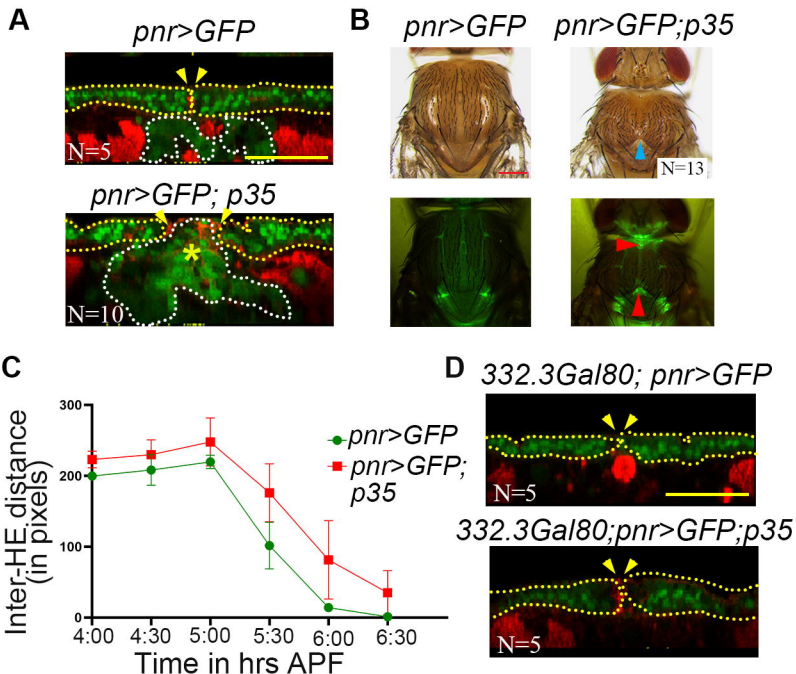 A
pnr>GFP
N=5
pnr>GFP; p35
N=10
B
pnr>GFP
pnr>GFP;p35
N=13
C
Inter-HE distance
(in pixels)
300
200
100
0
4:00
4:30
5:00
5:30
6:00
6:30
Time in hrs APF
pnr>GFP
pnr>GFP;
p35
D
332.3Gal80; pnr>GFP
N=5
332.3Gal80;pnr>GFP;p35
N=5